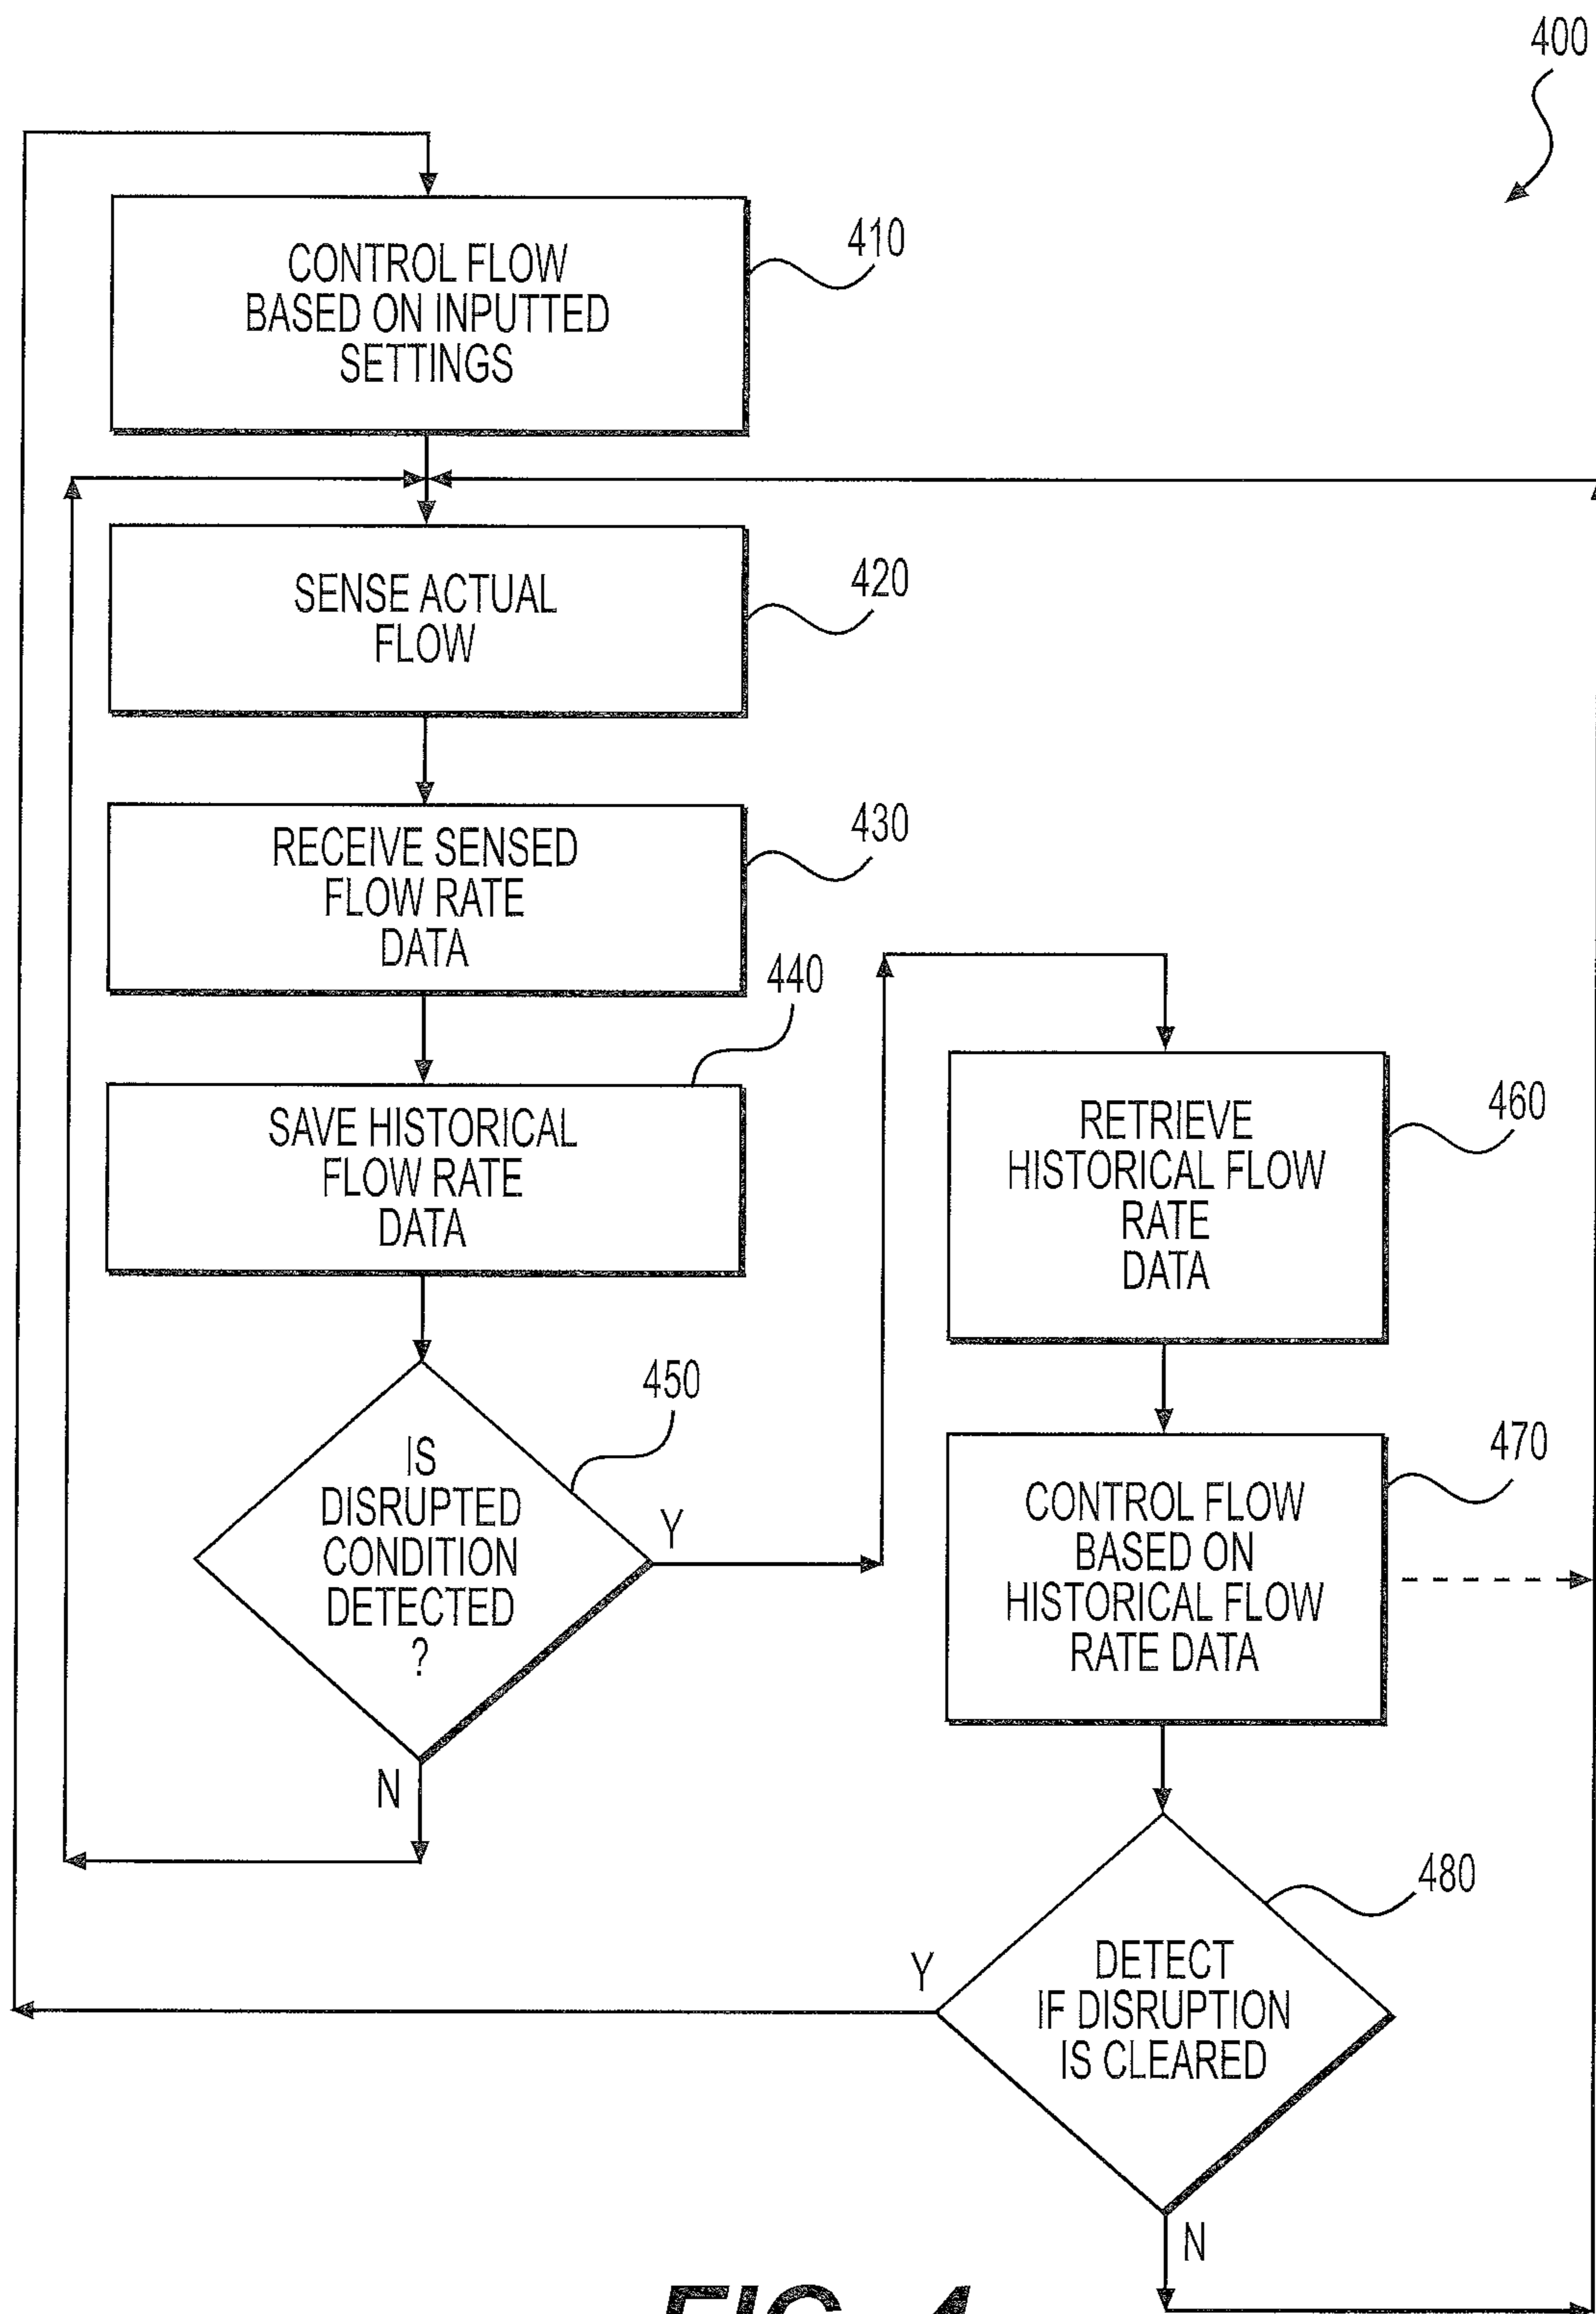 400
CONTROL FLOW
BASED ON INPUTTED
SETTINGS
410
SENSE ACTUAL
FLOW
420
RECEIVE SENSED
FLOW RATE
DATA
430
SAVE HISTORICAL
FLOW RATE
DATA
440
IS
DISRUPTED
CONDITION
DETECTED
?
450
Y
N
RETRIEVE
HISTORICAL FLOW
RATE
DATA
460
CONTROL FLOW
BASED ON
HISTORICAL FLOW
RATE DATA
470
DETECT
IF DISRUPTION
IS CLEARED
480
Y
N
FIG. 4